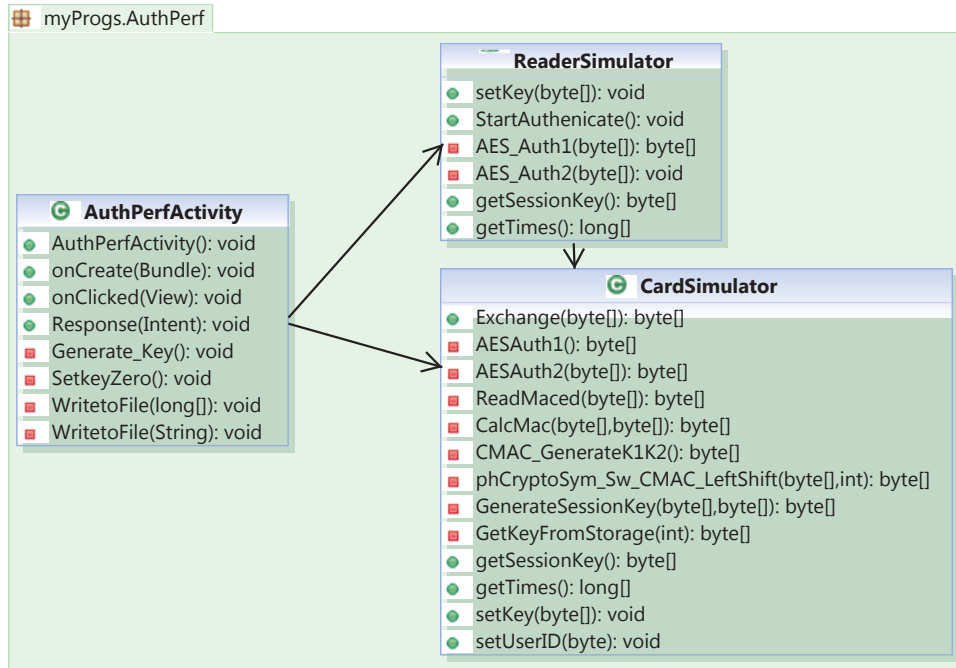 myProgs.AuthPerf
ReaderSimulator
setKey(byte[]): void
StartAuthenicate(): void
AES_Auth1(byte[]): byte[]
AES_Auth2(byte[]): void
getSessionKey(): byte[]
getTimes(): long[]
C AuthPerfActivity
AuthPerfActivity(): void
onCreate(Bundle): void
onClicked(View): void
Response(Intent): void
Generate_Key(): void
SetkeyZero(): void
WritetoFile(long[]): void
WritetoFile(String): void
C CardSimulator
Exchange(byte[]): byte[]
AESAuth1(): byte[]
AESAuth2(byte[]): byte[]
ReadMaced(byte[]): byte[]
CalcMac(byte[],byte[]): byte[]
CMAC_GenerateK1K2(): byte[]
phCryptoSym_Sw_CMAC_LeftShift(byte[],int): byte[]
GenerateSessionKey(byte[],byte[]): byte[]
GetKeyFromStorage(int): byte[]
getSessionKey(): byte[]
getTimes(): long[]
setKey(byte[]): void
setUserID(byte): void